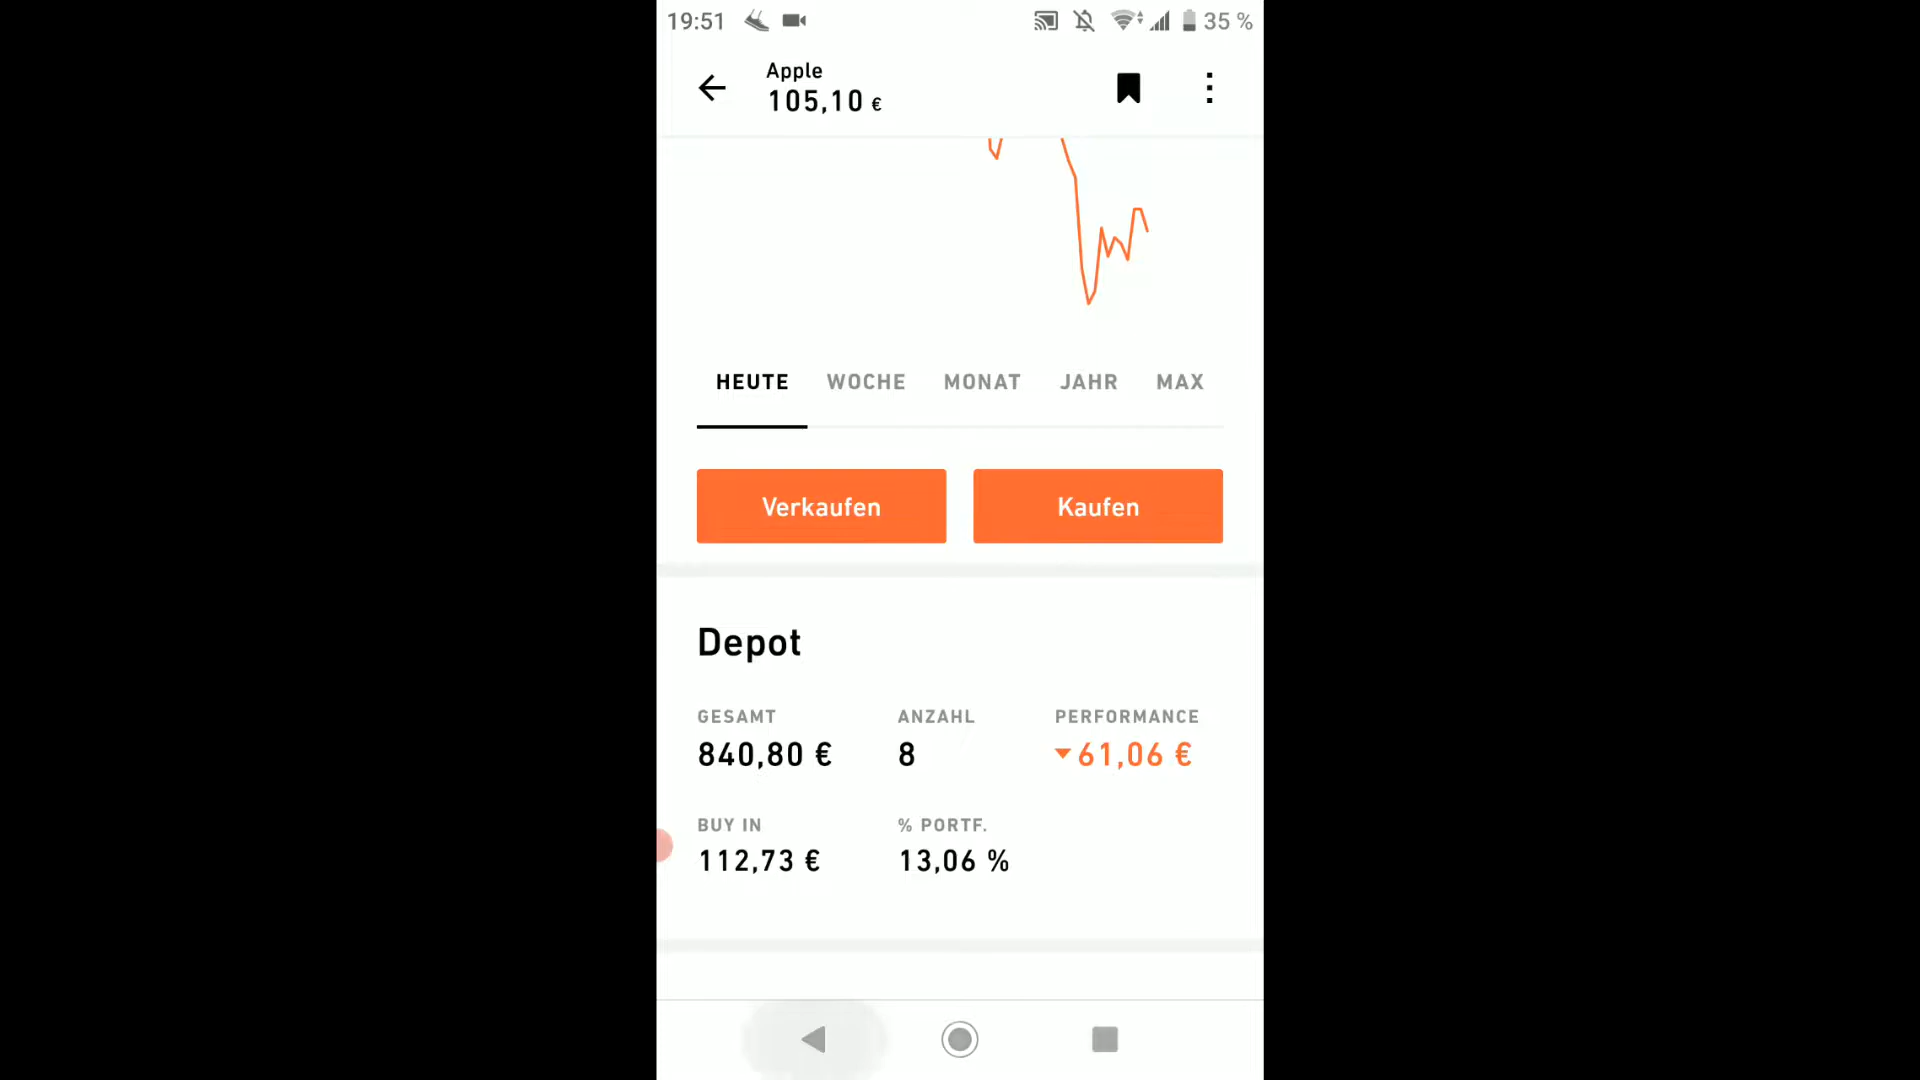 19:51 35 %
Apple
105,10 €
HEUTE WOCHE MONAT JAHR MAX
Verkaufen Kaufen
Depot
GESAMT ANZAHL PERFORMANCE
840,80 € 8 61,06 €
BUY IN % PORTF.
112,73 € 13,06 %